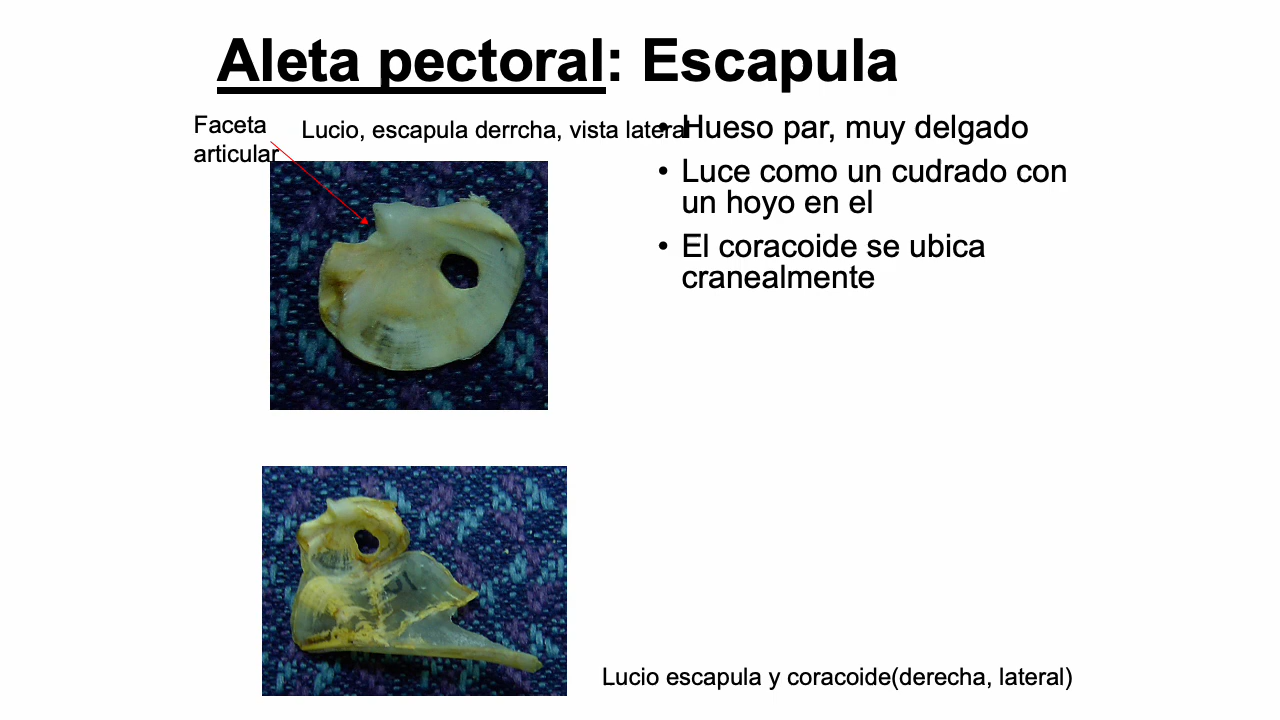 Aleta pectoral: Escapula
Faceta
articular
Lucio, escapula derrcha, vista lateral
• Hueso par, muy delgado
• Luce como un cudrado con
un hoyo en el
• El coracoide se ubica
cranealmente
Lucio escapula y coracoide(derecha, lateral)